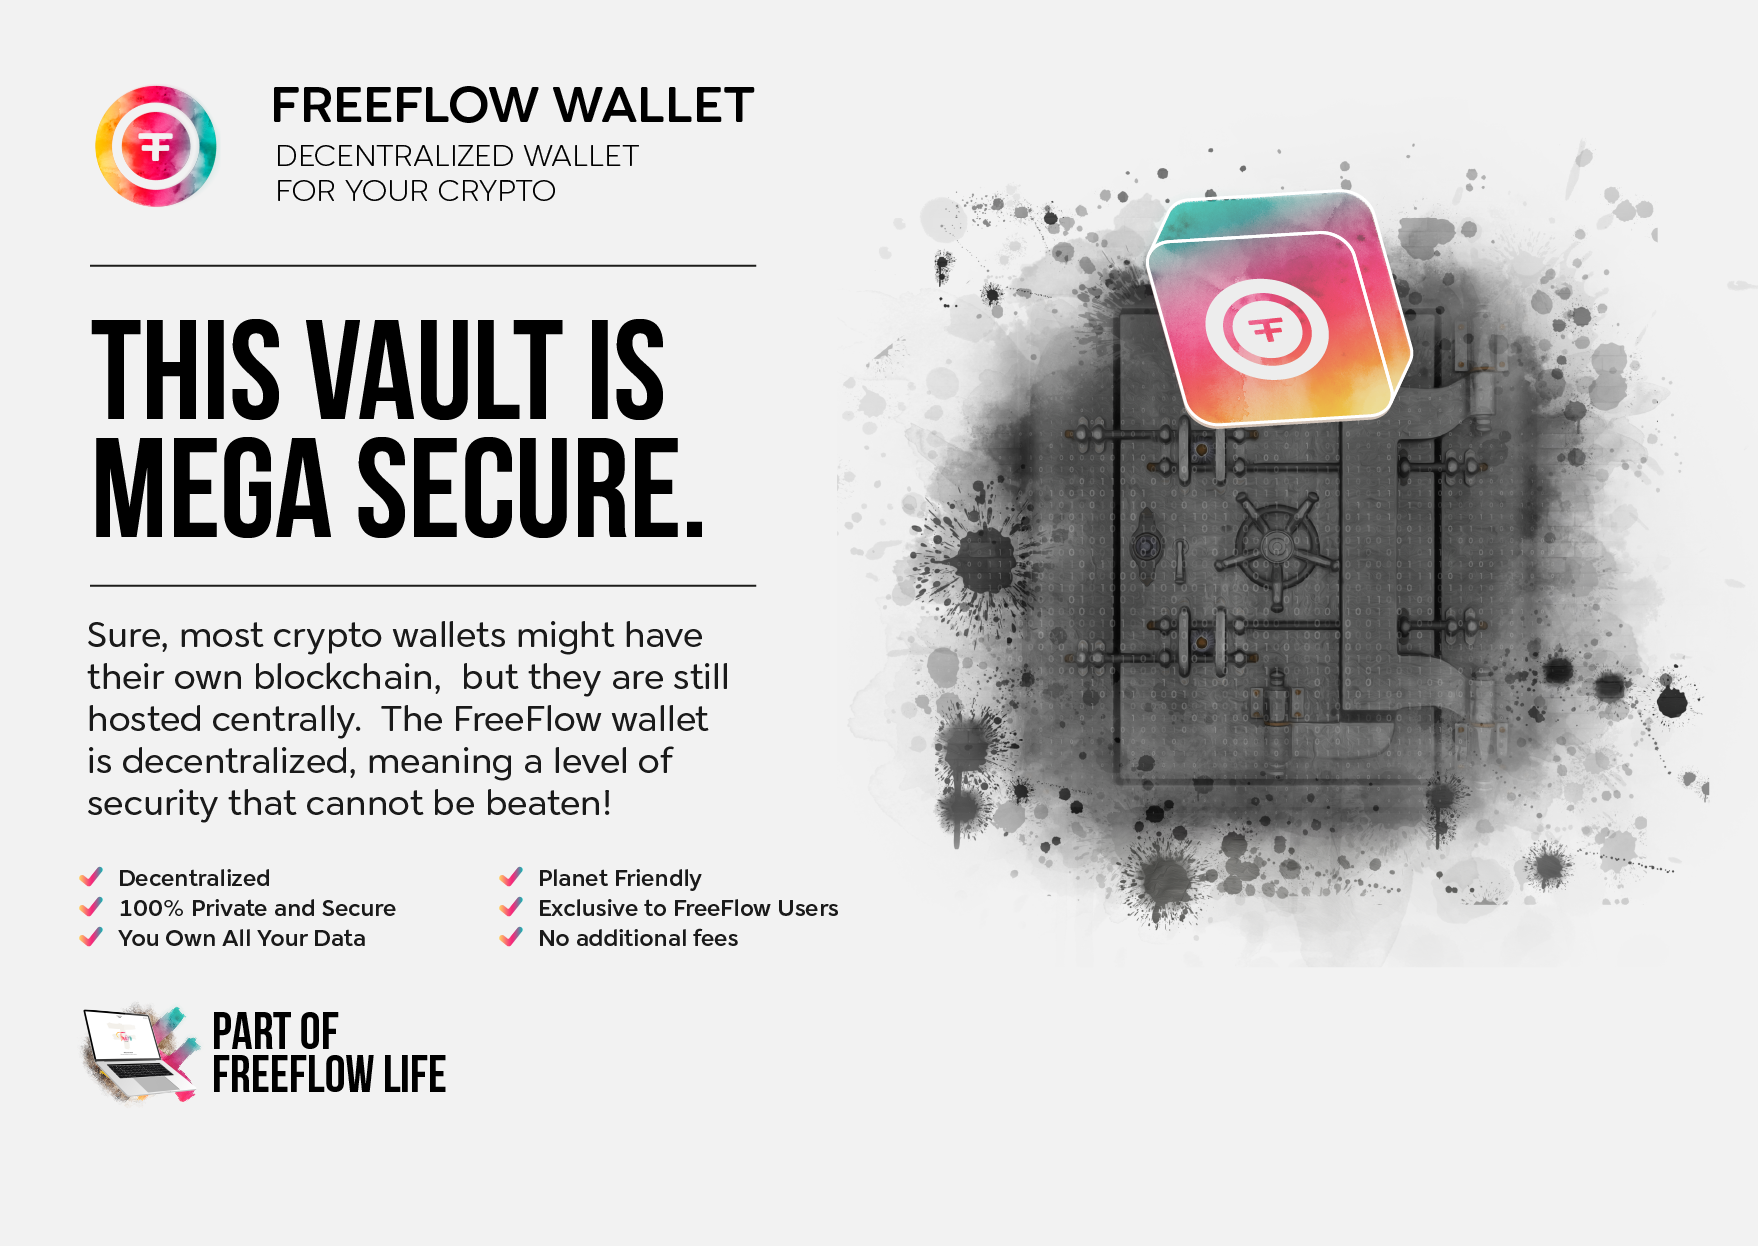 FREEFLOW WALLET
DECENTRALIZED WALLET
FOR YOUR CRYPTO
THIS VAULT IS
MEGA SECURE.
Sure, most crypto wallets might have
their own blockchain,  but they are still
hosted centrally.  The FreeFlow wallet
is decentralized, meaning a level of
security that cannot be beaten!
Decentralized
100% Private and Secure
You Own All Your Data
Planet Friendly
Exclusive to FreeFlow Users
No additional fees
PART OF
FREEFLOW LIFE